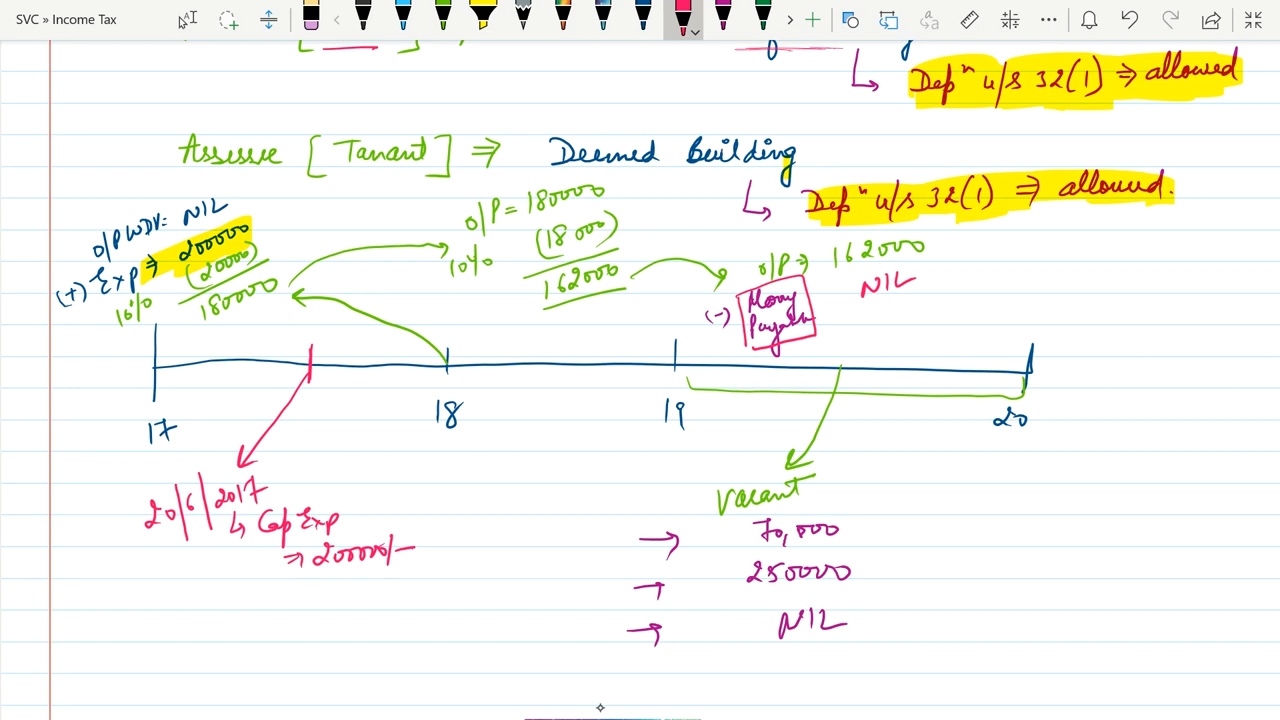 SVC » Income Tax
Depⁿ u/s 32(1) ⇒ allowed
Assessee [Tanant] ⇒ Deemed Building
Depⁿ u/s 32(1) ⇒ allowed.
O/P WDV = NIL
(+) Exp ⇒ 200000
10% (20000)
180000
O/P = 180000
10% (18000)
162000
O/P ⇒ 162000
(-) Money NIL
Payable
17 18 19 20
20/6/2017
↳ Cap Exp
⇒ 200000/-
Vacant
→ 70,000
→ 250000
→ NIL